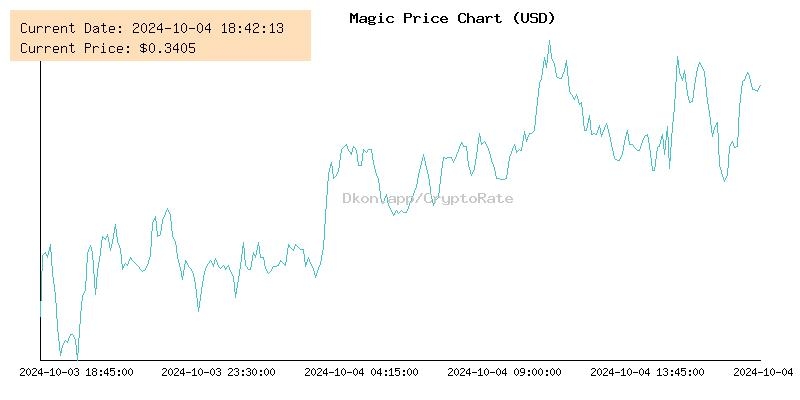 Magic Price Chart (USD)
Current Date: 2024-10-04 18:42:13
Current Price: $0.3405
Dkon.app/CryptoRate
2024-10-03 18:45:00 2024-10-03 23:30:00 2024-10-04 04:15:00 2024-10-04 09:00:00 2024-10-04 13:45:00 2024-10-04